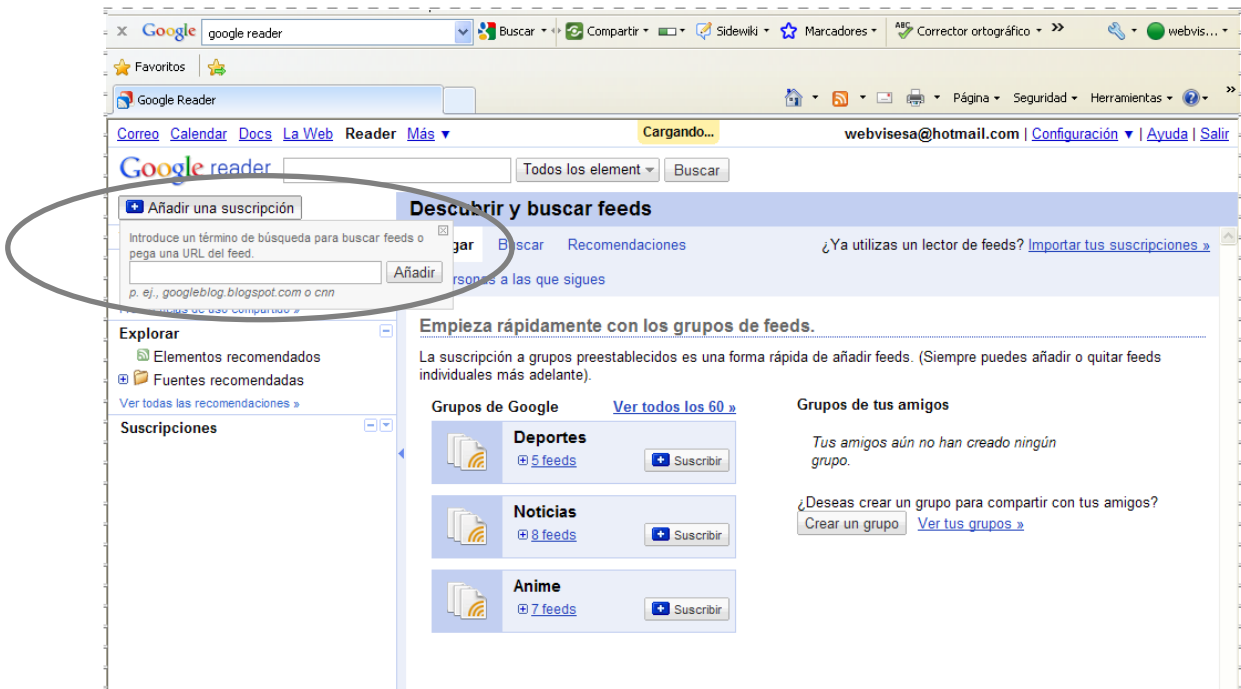 Google google reader Buscar Compartir Sidewiki Marcadores ABC Corrector ortográfico » webvis...
Favoritos
Google Reader Página Seguridad Herramientas »
Correo Calendar Docs La Web Reader Más ▼ Cargando... webvisesa@hotmail.com | Configuración ▼ | Ayuda | Salir
Google reader Todos los element Buscar
Añadir una suscripción
Introduce un término de búsqueda para buscar feeds o
pega una URL del feed.
Añadir
p. ej., googleblog.blogspot.com o cnn
Explorar
Elementos recomendados
Fuentes recomendadas
Ver todas las recomendaciones »
Suscripciones
Descubrir y buscar feeds
Buscar Recomendaciones ¿Ya utilizas un lector de feeds? Importar tus suscripciones »
a las que sigues
Empieza rápidamente con los grupos de feeds.
La suscripción a grupos preestablecidos es una forma rápida de añadir feeds. (Siempre puedes añadir o quitar feeds
individuales más adelante).
Grupos de Google Ver todos los 60 »
Deportes
5 feeds Suscribir
Noticias
8 feeds Suscribir
Anime
7 feeds Suscribir
Grupos de tus amigos
Tus amigos aún no han creado ningún
grupo.
¿Deseas crear un grupo para compartir con tus amigos?
Crear un grupo Ver tus grupos »